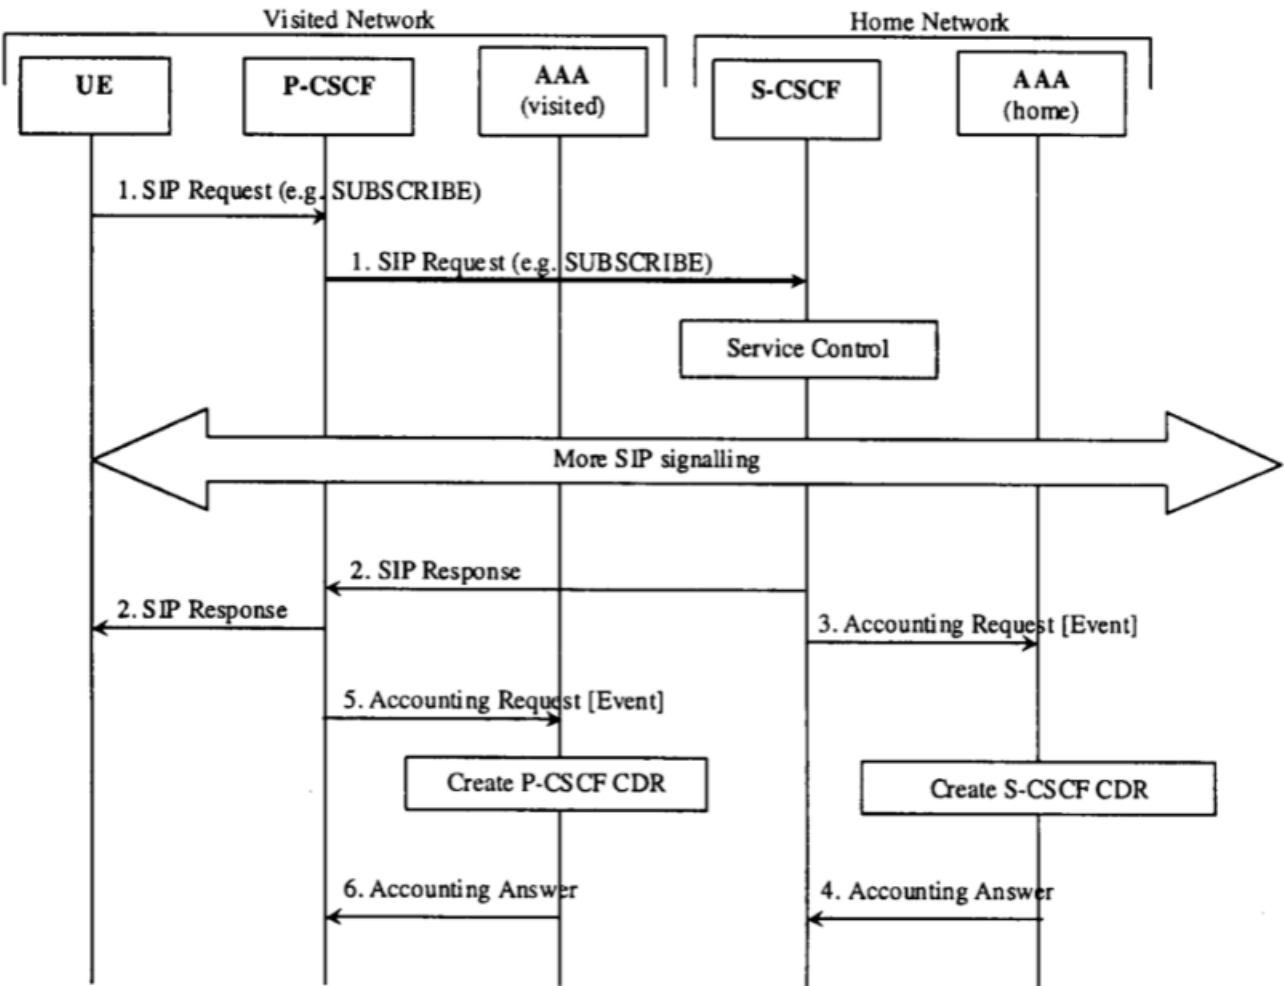 Visited Network
Home Network
UE
P-CSCF
AAA
(visited)
S-CSCF
AAA
(home)
1. SIP Request (e.g. SUBSCRIBE)
1. SIP Request (e.g. SUBSCRIBE)
Service Control
More SIP signalling
2. SIP Response
2. SIP Response
3. Accounting Request [Event]
5. Accounting Request [Event]
Create P-CSCF CDR
Create S-CSCF CDR
6. Accounting Answer
4. Accounting Answer